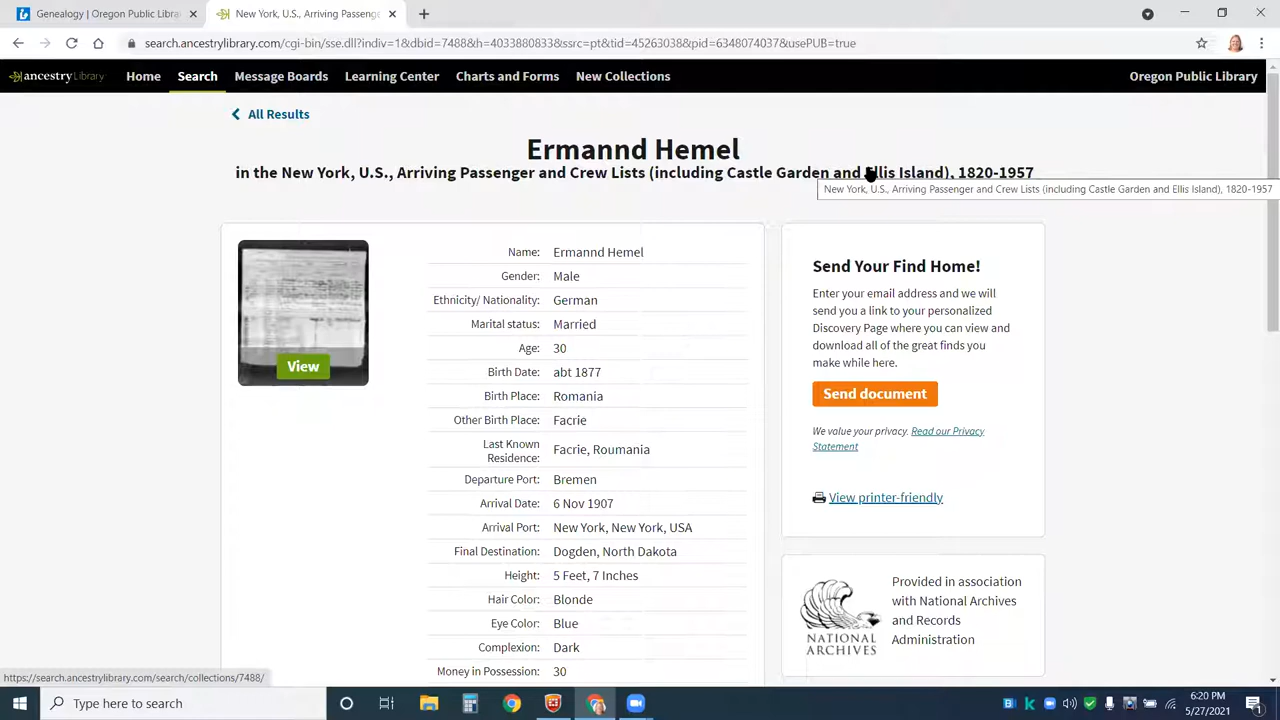 Genealogy | Oregon Public Libra
New York, U.S., Arriving Passeng
search.ancestrylibrary.com/cgi-bin/sse.dll?indiv=1&dbid=7488&h=4033880833&ssrc=pt&tid=45263038&pid=6348074037&usePUB=true
ancestryLibrary
Home
Search
Message Boards
Learning Center
Charts and Forms
New Collections
Oregon Public Library
All Results
Ermannd Hemel
in the New York, U.S., Arriving Passenger and Crew Lists (including Castle Garden and Ellis Island), 1820-1957
New York, U.S., Arriving Passenger and Crew Lists (including Castle Garden and Ellis Island), 1820-1957
View
Name: Ermannd Hemel
Gender: Male
Ethnicity/ Nationality: German
Marital status: Married
Age: 30
Birth Date: abt 1877
Birth Place: Romania
Other Birth Place: Facrie
Last Known
Residence: Facrie, Roumania
Departure Port: Bremen
Arrival Date: 6 Nov 1907
Arrival Port: New York, New York, USA
Final Destination: Dogden, North Dakota
Height: 5 Feet, 7 Inches
Hair Color: Blonde
Eye Color: Blue
Complexion: Dark
Money in Possession: 30
Send Your Find Home!
Enter your email address and we will
send you a link to your personalized
Discovery Page where you can view and
download all of the great finds you
make while here.
Send document
We value your privacy. Read our Privacy
Statement
View printer-friendly
NATIONAL
ARCHIVES
Provided in association
with National Archives
and Records
Administration
https://search.ancestrylibrary.com/search/collections/7488/
Type here to search
6:20 PM
5/27/2021